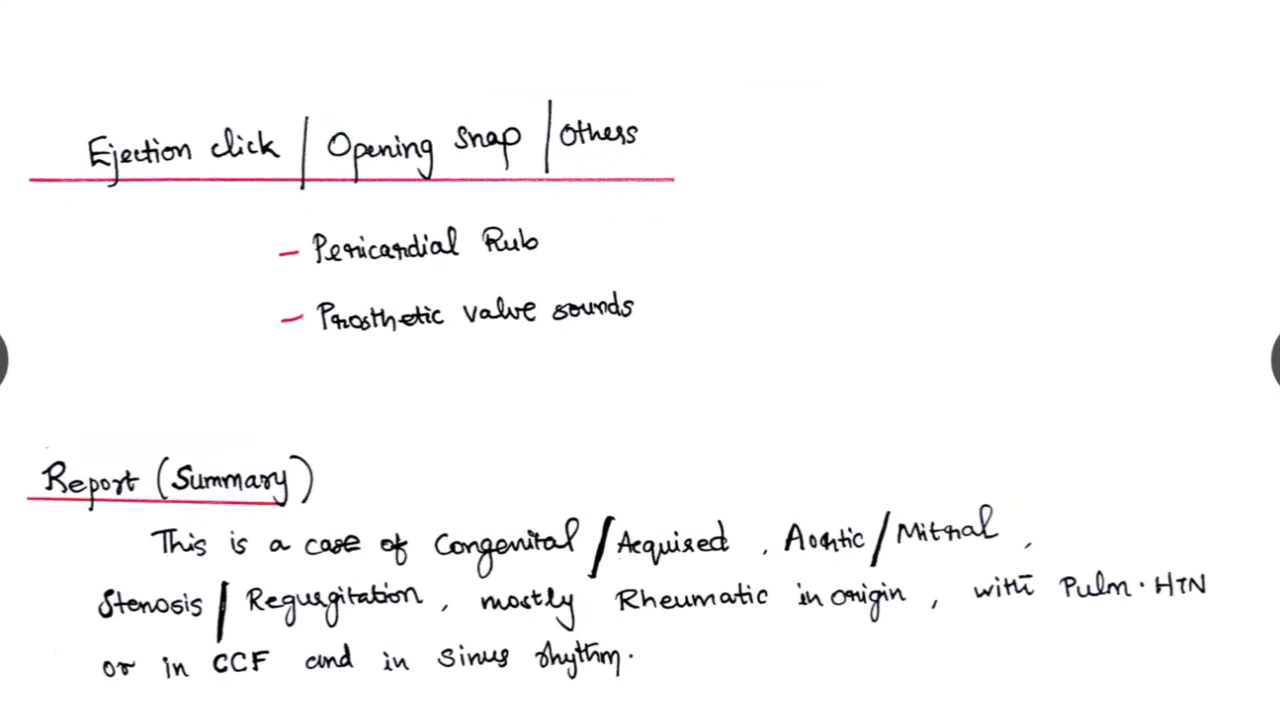 Ejection click / Opening snap / Others
- Pericardial Rub
- Prosthetic valve sounds
Report (Summary)
This is a case of Congenital / Acquired , Aortic / Mitral ,
Stenosis / Regurgitation , mostly Rheumatic in origin , with Pulm. HTN
or in CCF and in sinus rhythm.